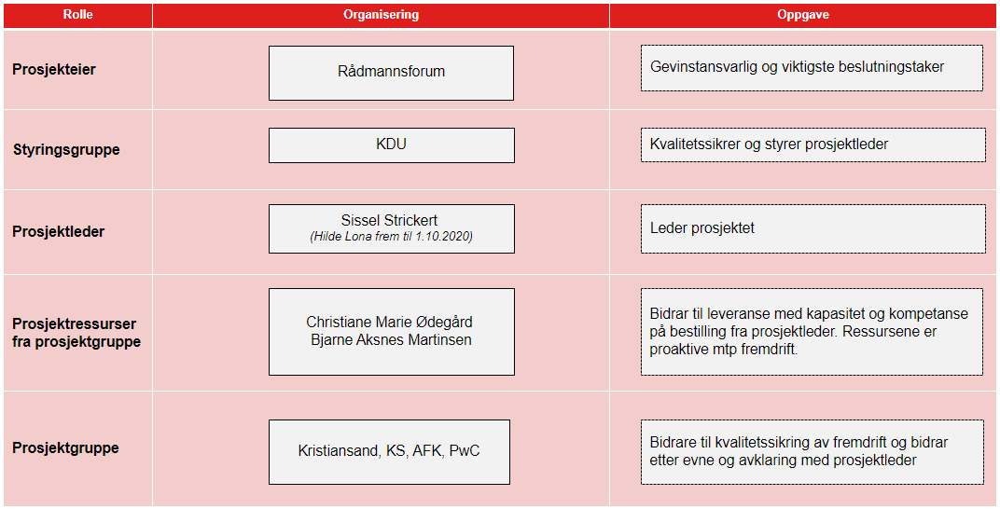 Rolle Organisering Oppgave
Prosjekteier
Rådmannsforum
Gevinstansvarlig og viktigste beslutningstaker
Styringsgruppe
KDU
Kvalitetssikrer og styrer prosjektleder
Prosjektleder
Sissel Strickert
(Hilde Lona frem til 1.10.2020)
Leder prosjektet
Prosjektressurser
fra prosjektgruppe
Christiane Marie Ødegård
Bjarne Aksnes Martinsen
Bidrar til leveranse med kapasitet og kompetanse
på bestilling fra prosjektleder. Ressursene er
proaktive mtp fremdrift.
Prosjektgruppe
Kristiansand, KS, AFK, PwC
Bidrare til kvalitetssikring av fremdrift og bidrar
etter evne og avklaring med prosjektleder